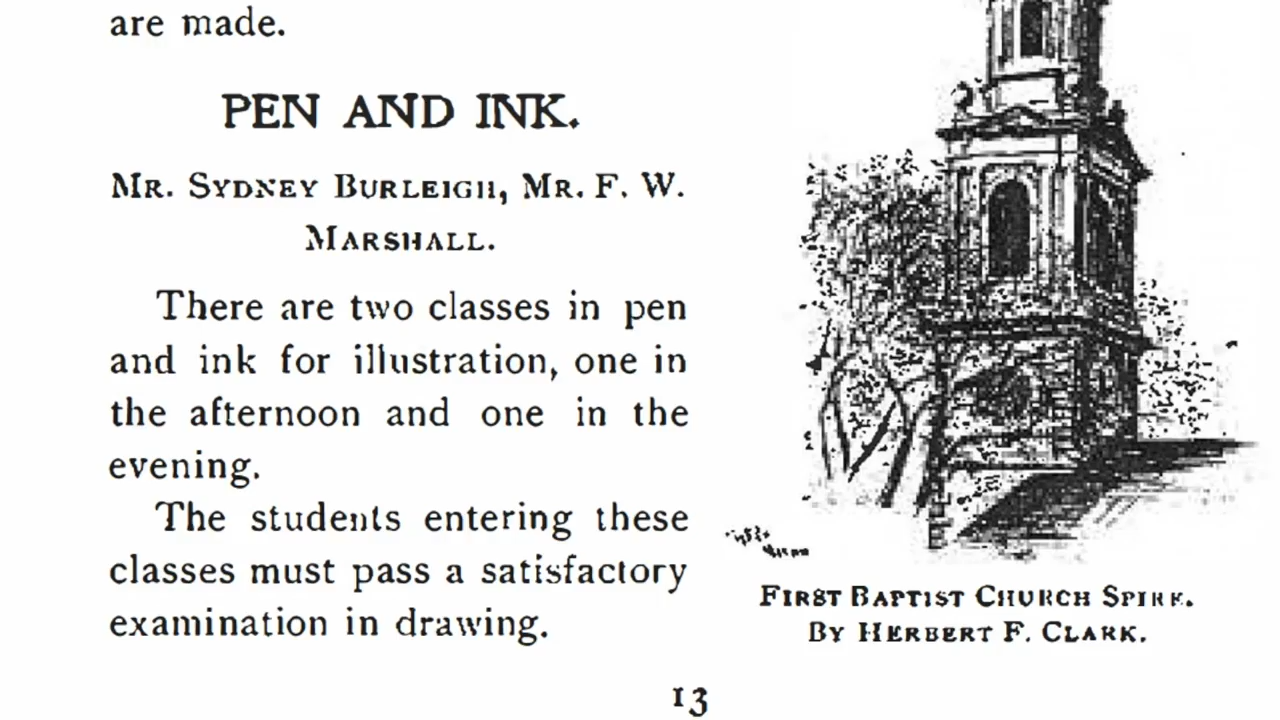 are made.
PEN AND INK.
MR. SYDNEY BURLEIGH, MR. F. W.
MARSHALL.
There are two classes in pen
and ink for illustration, one in
the afternoon and one in the
evening.
The students entering these
classes must pass a satisfactory
examination in drawing.
FIRST BAPTIST CHURCH SPIRE.
BY HERBERT F. CLARK.
13